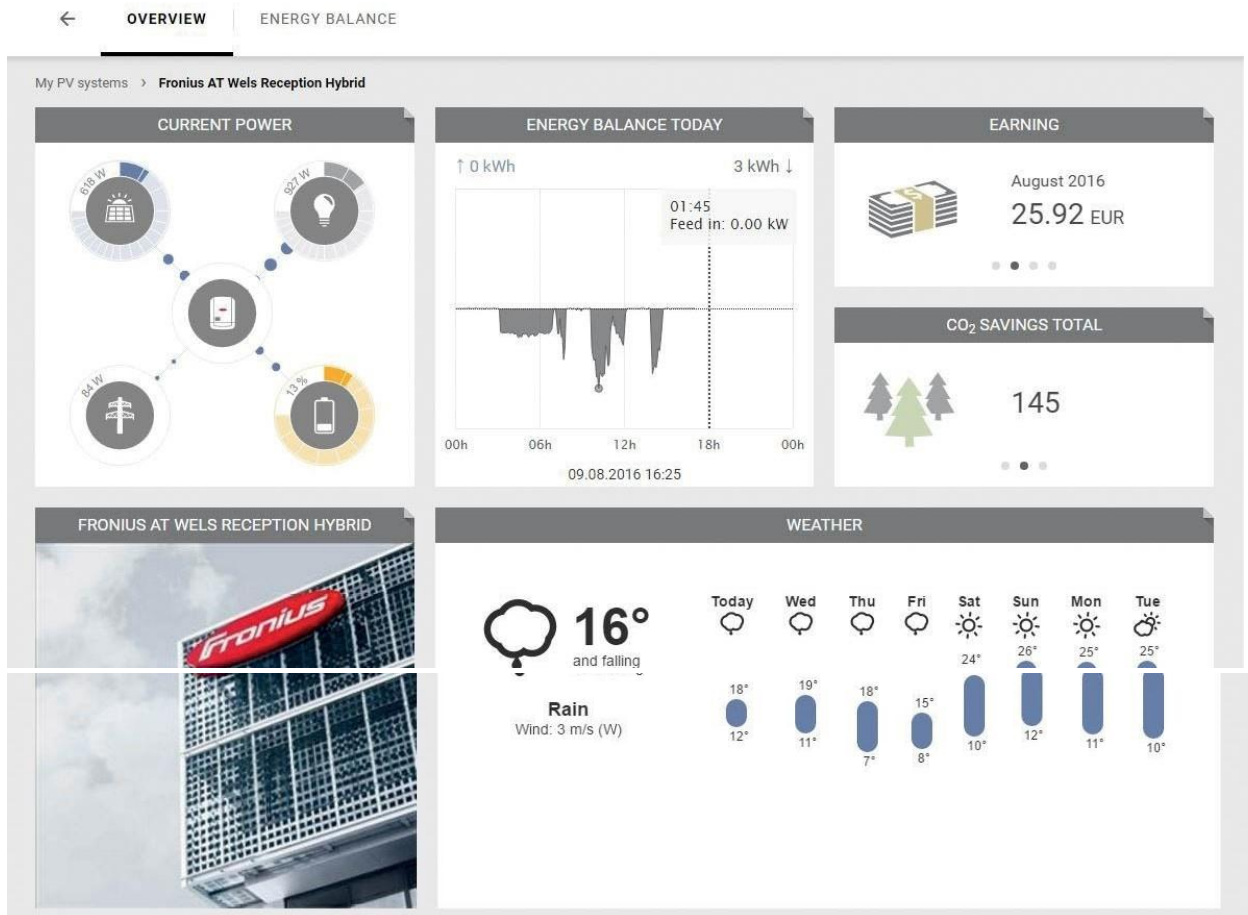 OVERVIEW
ENERGY BALANCE
My PV systems › Fronius AT Wels Reception Hybrid
CURRENT POWER
618 W
927 W
84 W
13 %
ENERGY BALANCE TODAY
↑ 0 kWh
3 kWh ↓
01:45
Feed in: 0.00 kW
00h 06h 12h 18h 00h
09.08.2016 16:25
EARNING
August 2016
25.92 EUR
CO₂ SAVINGS TOTAL
145
FRONIUS AT WELS RECEPTION HYBRID
Fronius
WEATHER
16°
and falling
Rain
Wind: 3 m/s (W)
Today Wed Thu Fri Sat Sun Mon Tue
18° 19° 18° 15° 24° 26° 25° 25°
12° 11° 7° 8° 10° 12° 11° 10°